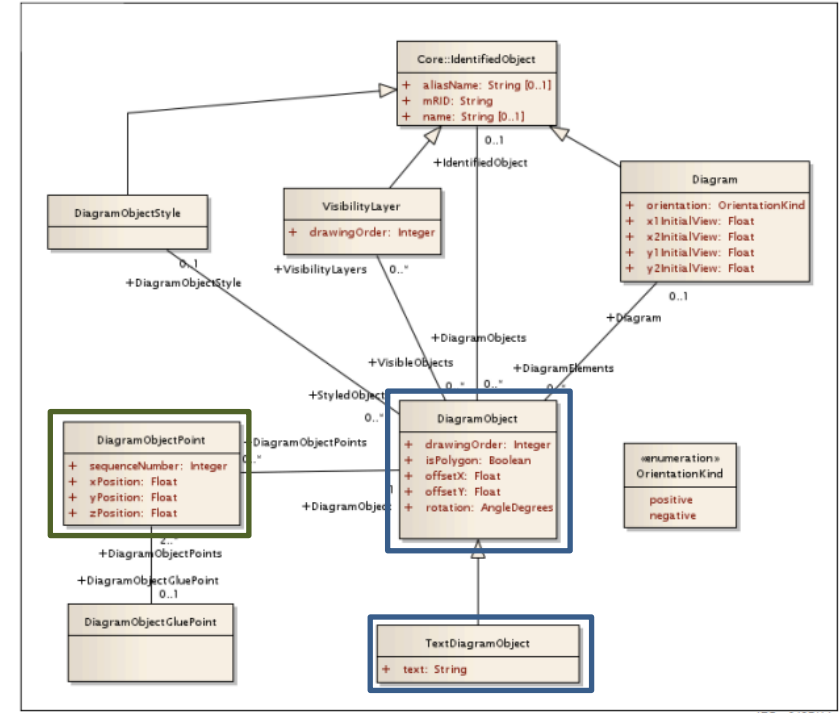 Core::IdentifiedObject
+ aliasName: String [0..1]
+ mRID: String
+ name: String [0..1]
0..1
+IdentifiedObject
Diagram
+ orientation: OrientationKind
+ x1InitialView: Float
+ x2InitialView: Float
+ y1InitialView: Float
+ y2InitialView: Float
0..1
+Diagram
DiagramObjectStyle
0..1
+DiagramObjectStyle
VisibilityLayer
+ drawingOrder: Integer
+VisibilityLayers 0..*
+DiagramObjects
+VisibleObjects
+DiagramElements
0..* 0..* 0..*
+StyledObject
0..*
DiagramObject
+ drawingOrder: Integer
+ isPolygon: Boolean
+ offsetX: Float
+ offsetY: Float
+ rotation: AngleDegrees
DiagramObjectPoint
+ sequenceNumber: Integer
+ xPosition: Float
+ yPosition: Float
+ zPosition: Float
+DiagramObjectPoints
0..*
1
+DiagramObject
«enumeration»
OrientationKind
positive
negative
2..*
+DiagramObjectPoints
+DiagramObjectGluePoint
0..1
DiagramObjectGluePoint
TextDiagramObject
+ text: String